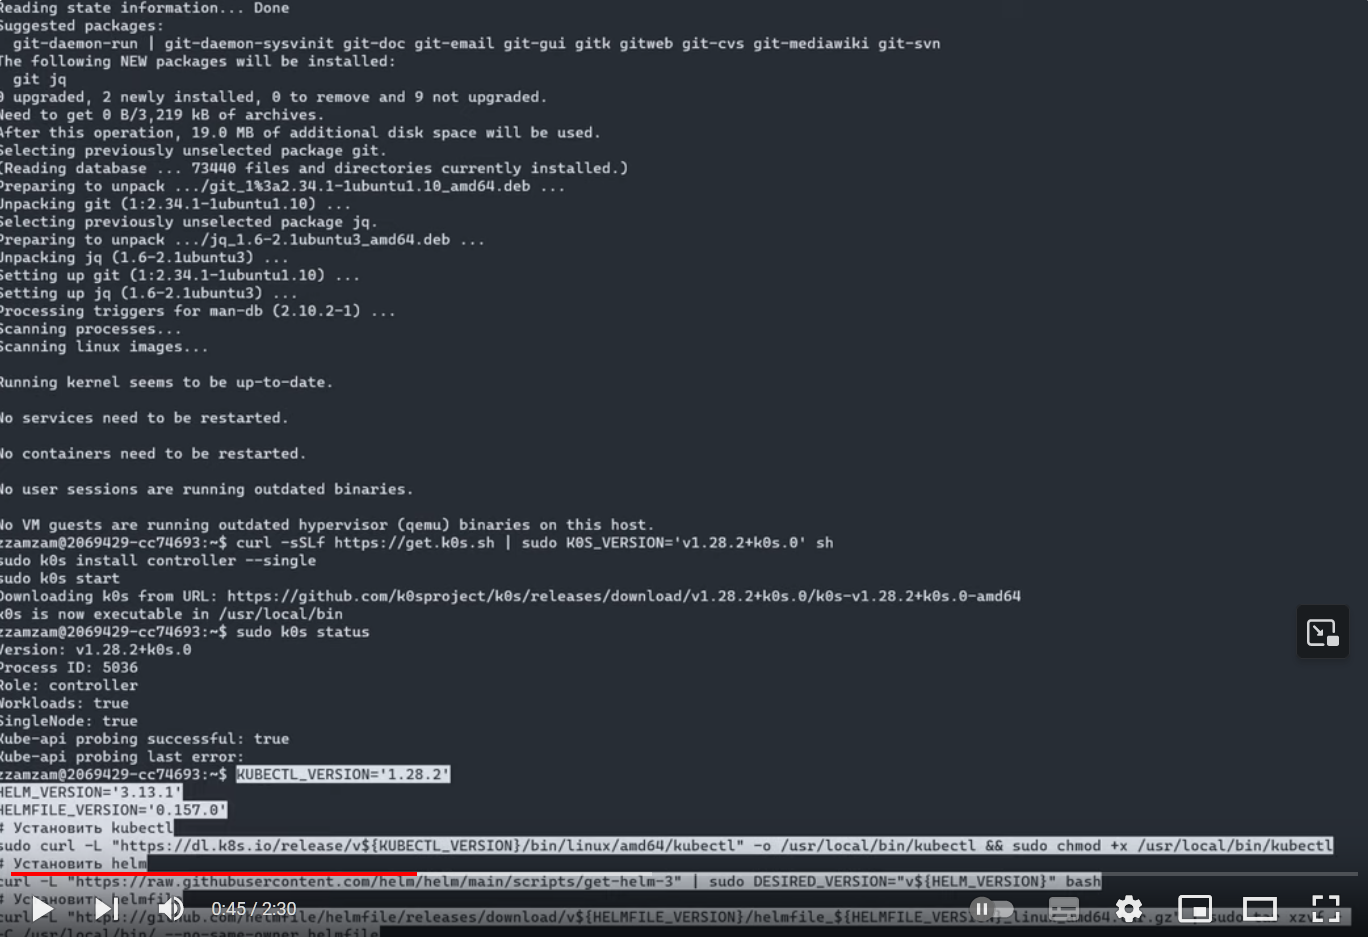 Reading state information... Done
Suggested packages:
git-daemon-run | git-daemon-sysvinit git-doc git-email git-gui gitk gitweb git-cvs git-mediawiki git-svn
The following NEW packages will be installed:
git jq
0 upgraded, 2 newly installed, 0 to remove and 9 not upgraded.
Need to get 0 B/3,219 kB of archives.
After this operation, 19.0 MB of additional disk space will be used.
Selecting previously unselected package git.
(Reading database ... 73440 files and directories currently installed.)
Preparing to unpack .../git_1%3a2.34.1-1ubuntu1.10_amd64.deb ...
Unpacking git (1:2.34.1-1ubuntu1.10) ...
Selecting previously unselected package jq.
Preparing to unpack .../jq_1.6-2.1ubuntu3_amd64.deb ...
Unpacking jq (1.6-2.1ubuntu3) ...
Setting up git (1:2.34.1-1ubuntu1.10) ...
Setting up jq (1.6-2.1ubuntu3) ...
Processing triggers for man-db (2.10.2-1) ...
Scanning processes...
Scanning linux images...
Running kernel seems to be up-to-date.
No services need to be restarted.
No containers need to be restarted.
No user sessions are running outdated binaries.
No VM guests are running outdated hypervisor (qemu) binaries on this host.
zzamzam@2069429-cc74693:~$ curl -sSLf https://get.k0s.sh | sudo K0S_VERSION='v1.28.2+k0s.0' sh
sudo k0s install controller --single
sudo k0s start
Downloading k0s from URL: https://github.com/k0sproject/k0s/releases/download/v1.28.2+k0s.0/k0s-v1.28.2+k0s.0-amd64
k0s is now executable in /usr/local/bin
zzamzam@2069429-cc74693:~$ sudo k0s status
Version: v1.28.2+k0s.0
Process ID: 5036
Role: controller
Workloads: true
SingleNode: true
Kube-api probing successful: true
Kube-api probing last error:
zzamzam@2069429-cc74693:~$ KUBECTL_VERSION='1.28.2'
HELM_VERSION='3.13.1'
HELMFILE_VERSION='0.157.0'
# Установить kubectl
sudo curl -L "https://dl.k8s.io/release/v${KUBECTL_VERSION}/bin/linux/amd64/kubectl" -o /usr/local/bin/kubectl && sudo chmod +x /usr/local/bin/kubectl
# Установить helm
curl -L "https://raw.githubusercontent.com/helm/helm/main/scripts/get-helm-3" | sudo DESIRED_VERSION="v${HELM_VERSION}" bash
helmfile
curl -L "https://github.com/helmfile/helmfile/releases/download/v${HELMFILE_VERSION}/helmfile_${HELMFILE_VERSION}_linux_amd64.tar.gz" | sudo tar xzvf
-C /usr/local/bin/ --no-same-owner helmfile
0:45 / 2:30